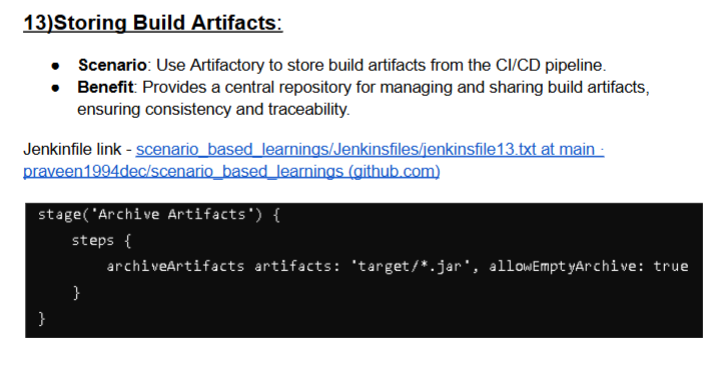 13)Storing Build Artifacts:
● Scenario: Use Artifactory to store build artifacts from the CI/CD pipeline.
● Benefit: Provides a central repository for managing and sharing build artifacts,
ensuring consistency and traceability.
Jenkinfile link - scenario_based_learnings/Jenkinsfiles/jenkinsfile13.txt at main ·
praveen1994dec/scenario_based_learnings (github.com)
stage('Archive Artifacts') {
steps {
archiveArtifacts artifacts: 'target/*.jar', allowEmptyArchive: true
}
}